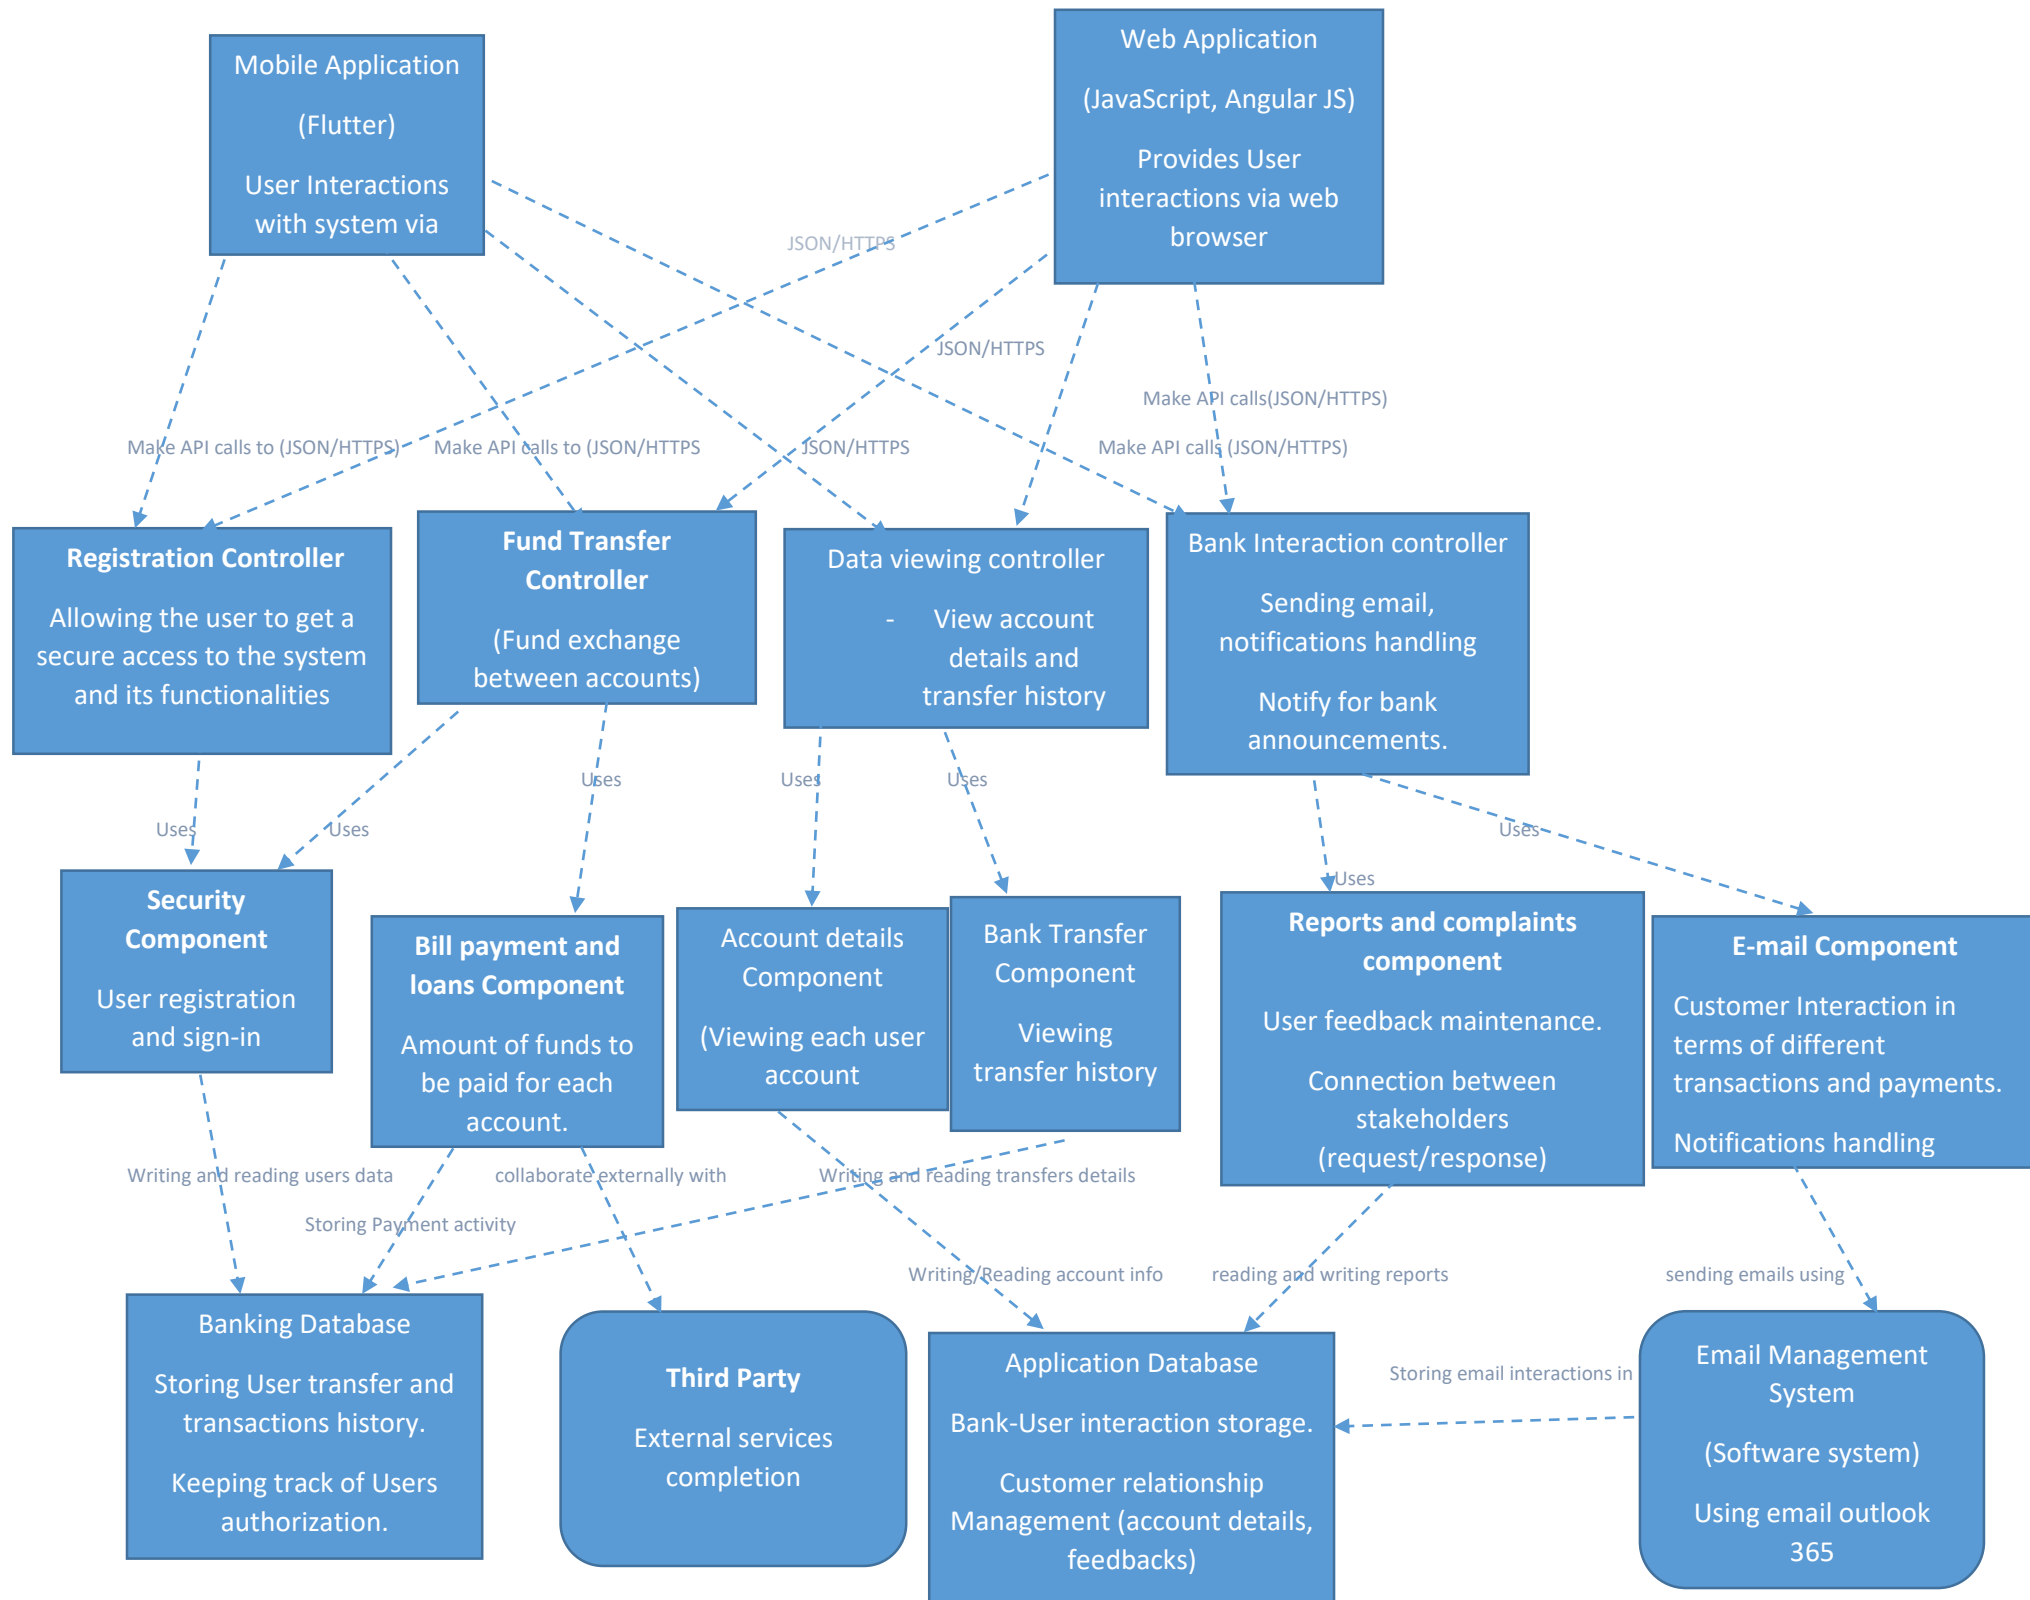 Mobile Application
(Flutter)
User Interactions
with system via
Web Application
(JavaScript, Angular JS)
Provides User
interactions via web
browser
JSON/HTTPS
JSON/HTTPS
Make API calls(JSON/HTTPS)
Make API calls to (JSON/HTTPS)
Make API calls to (JSON/HTTPS
JSON/HTTPS
Make API calls (JSON/HTTPS)
Registration Controller
Allowing the user to get a
secure access to the system
and its functionalities
Fund Transfer
Controller
(Fund exchange
between accounts)
Data viewing controller
- View account
details and
transfer history
Bank Interaction controller
Sending email,
notifications handling
Notify for bank
announcements.
Uses
Uses
Uses
Uses
Uses
Uses
Uses
Security
Component
User registration
and sign-in
Bill payment and
loans Component
Amount of funds to
be paid for each
account.
Account details
Component
(Viewing each user
account
Bank Transfer
Component
Viewing
transfer history
Reports and complaints
component
User feedback maintenance.
Connection between
stakeholders
(request/response)
E-mail Component
Customer Interaction in
terms of different
transactions and payments.
Notifications handling
Writing and reading users data
collaborate externally with
Writing and reading transfers details
Storing Payment activity
Writing/Reading account info
reading and writing reports
sending emails using
Banking Database
Storing User transfer and
transactions history.
Keeping track of Users
authorization.
Third Party
External services
completion
Application Database
Bank-User interaction storage.
Customer relationship
Management (account details,
feedbacks)
Storing email interactions in
Email Management
System
(Software system)
Using email outlook
365